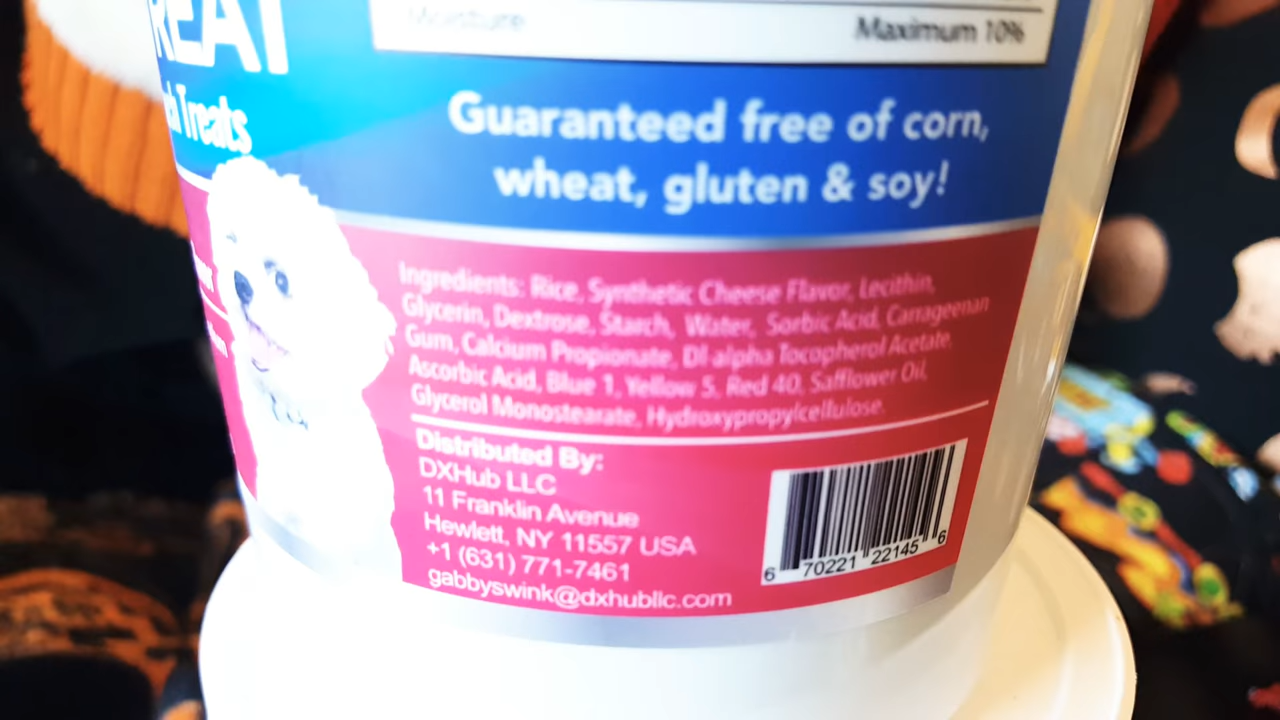 REAT
Treats
Moisture Maximum 10%
Guaranteed free of corn,
wheat, gluten & soy!
Ingredients: Rice, Synthetic Cheese Flavor, Lecithin,
Glycerin, Dextrose, Starch, Water, Sorbic Acid, Carrageenan
Gum, Calcium Propionate, Dl-alpha Tocopherol Acetate,
Ascorbic Acid, Blue 1, Yellow 5, Red 40, Safflower Oil,
Glycerol Monostearate, Hydroxypropylcellulose.
Distributed By:
DXHub LLC
11 Franklin Avenue
Hewlett, NY 11557 USA
+1 (631) 771-7461
gabbyswink@dxhubllc.com
6 70221 22145 6